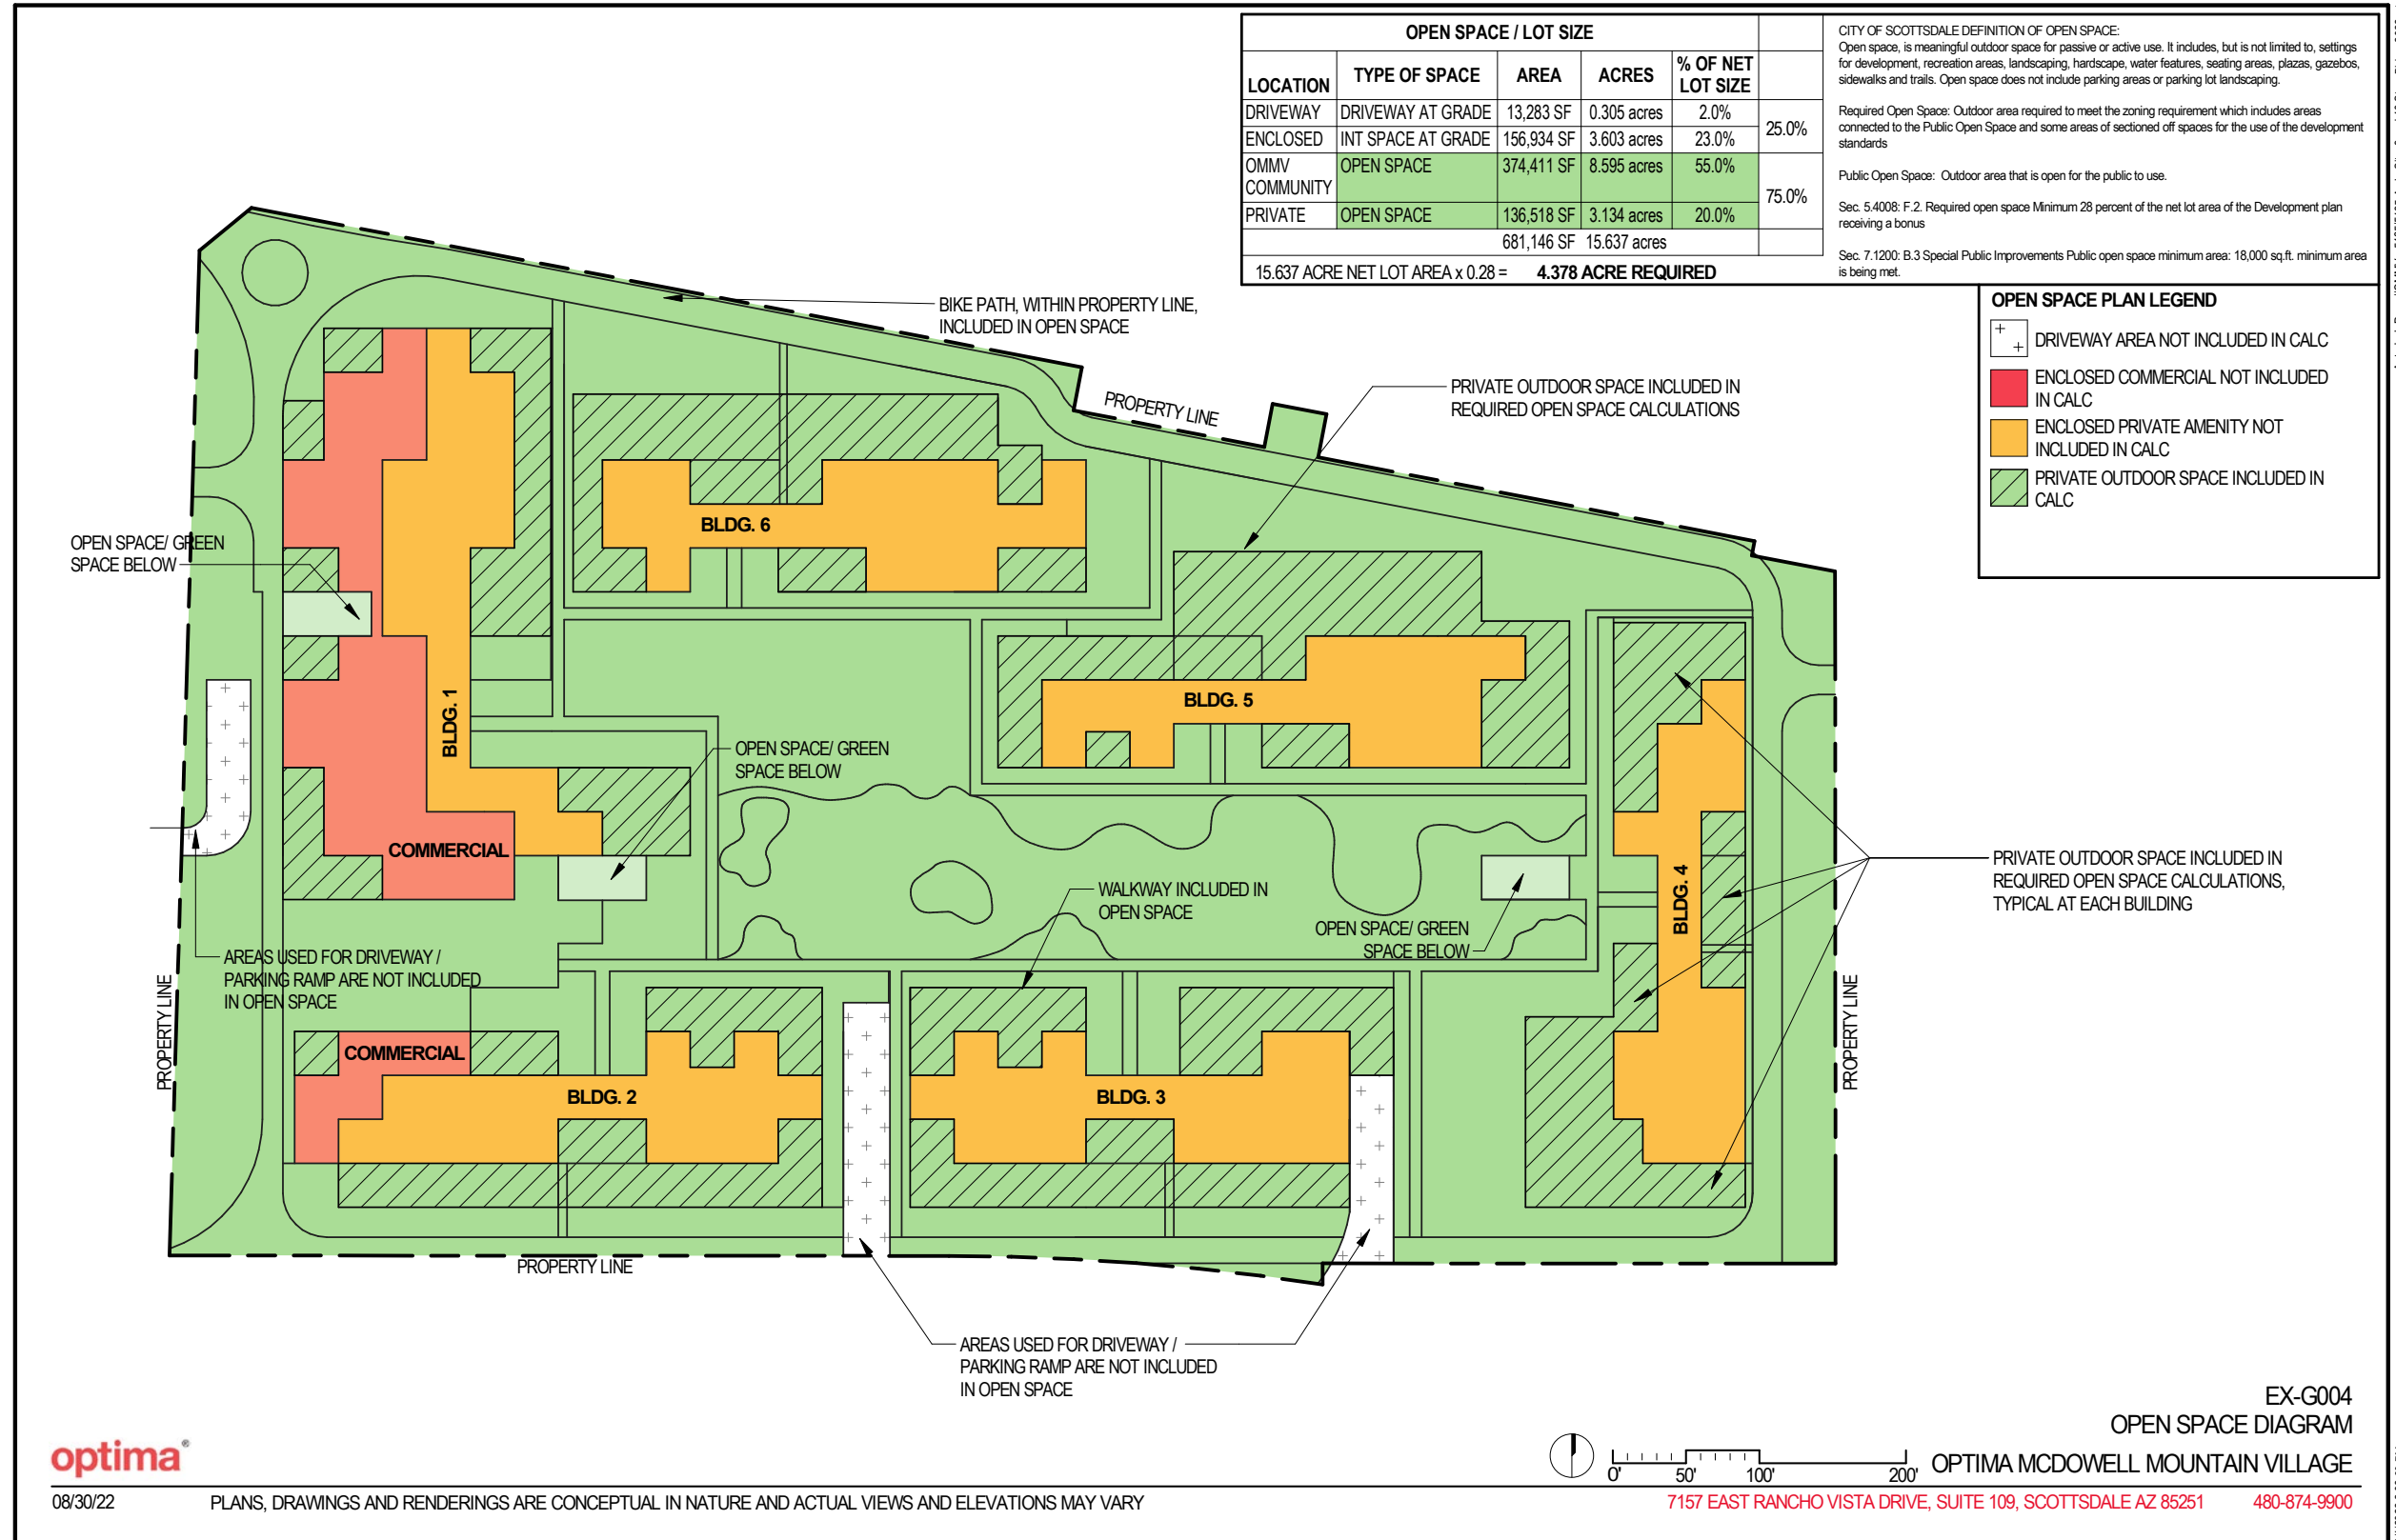 OPEN SPACE / LOT SIZE
LOCATION TYPE OF SPACE AREA ACRES % OF NET LOT SIZE
DRIVEWAY DRIVEWAY AT GRADE 13,283 SF 0.305 acres 2.0%
25.0%
ENCLOSED INT SPACE AT GRADE 156,934 SF 3.603 acres 23.0%
OMMV COMMUNITY OPEN SPACE 374,411 SF 8.595 acres 55.0%
75.0%
PRIVATE OPEN SPACE 136,518 SF 3.134 acres 20.0%
681,146 SF 15.637 acres
15.637 ACRE NET LOT AREA x 0.28 = 4.378 ACRE REQUIRED
CITY OF SCOTTSDALE DEFINITION OF OPEN SPACE:
Open space, is meaningful outdoor space for passive or active use. It includes, but is not limited to, settings
for development, recreation areas, landscaping, hardscape, water features, seating areas, plazas, gazebos,
sidewalks and trails. Open space does not include parking areas or parking lot landscaping.
Required Open Space: Outdoor area required to meet the zoning requirement which includes areas
connected to the Public Open Space and some areas of sectioned off spaces for the use of the development
standards
Public Open Space: Outdoor area that is open for the public to use.
Sec. 5.4008: F.2. Required open space Minimum 28 percent of the net lot area of the Development plan
receiving a bonus
Sec. 7.1200: B.3 Special Public Improvements Public open space minimum area: 18,000 sq.ft. minimum area
is being met.
OPEN SPACE PLAN LEGEND
DRIVEWAY AREA NOT INCLUDED IN CALC
ENCLOSED COMMERCIAL NOT INCLUDED
IN CALC
ENCLOSED PRIVATE AMENITY NOT
INCLUDED IN CALC
PRIVATE OUTDOOR SPACE INCLUDED IN
CALC
BIKE PATH, WITHIN PROPERTY LINE,
INCLUDED IN OPEN SPACE
PROPERTY LINE
PRIVATE OUTDOOR SPACE INCLUDED IN
REQUIRED OPEN SPACE CALCULATIONS
BLDG. 6
OPEN SPACE/ GREEN
SPACE BELOW
BLDG. 1
BLDG. 5
OPEN SPACE/ GREEN
SPACE BELOW
COMMERCIAL
WALKWAY INCLUDED IN
OPEN SPACE
OPEN SPACE/ GREEN
SPACE BELOW
BLDG. 4
PRIVATE OUTDOOR SPACE INCLUDED IN
REQUIRED OPEN SPACE CALCULATIONS,
TYPICAL AT EACH BUILDING
AREAS USED FOR DRIVEWAY /
PARKING RAMP ARE NOT INCLUDED
IN OPEN SPACE
PROPERTY LINE
PROPERTY LINE
COMMERCIAL
BLDG. 2
BLDG. 3
PROPERTY LINE
AREAS USED FOR DRIVEWAY /
PARKING RAMP ARE NOT INCLUDED
IN OPEN SPACE
EX-G004
OPEN SPACE DIAGRAM
optima®
0' 50' 100' 200'
OPTIMA MCDOWELL MOUNTAIN VILLAGE
08/30/22
PLANS, DRAWINGS AND RENDERINGS ARE CONCEPTUAL IN NATURE AND ACTUAL VIEWS AND ELEVATIONS MAY VARY
7157 EAST RANCHO VISTA DRIVE, SUITE 109, SCOTTSDALE AZ 85251 480-874-9900